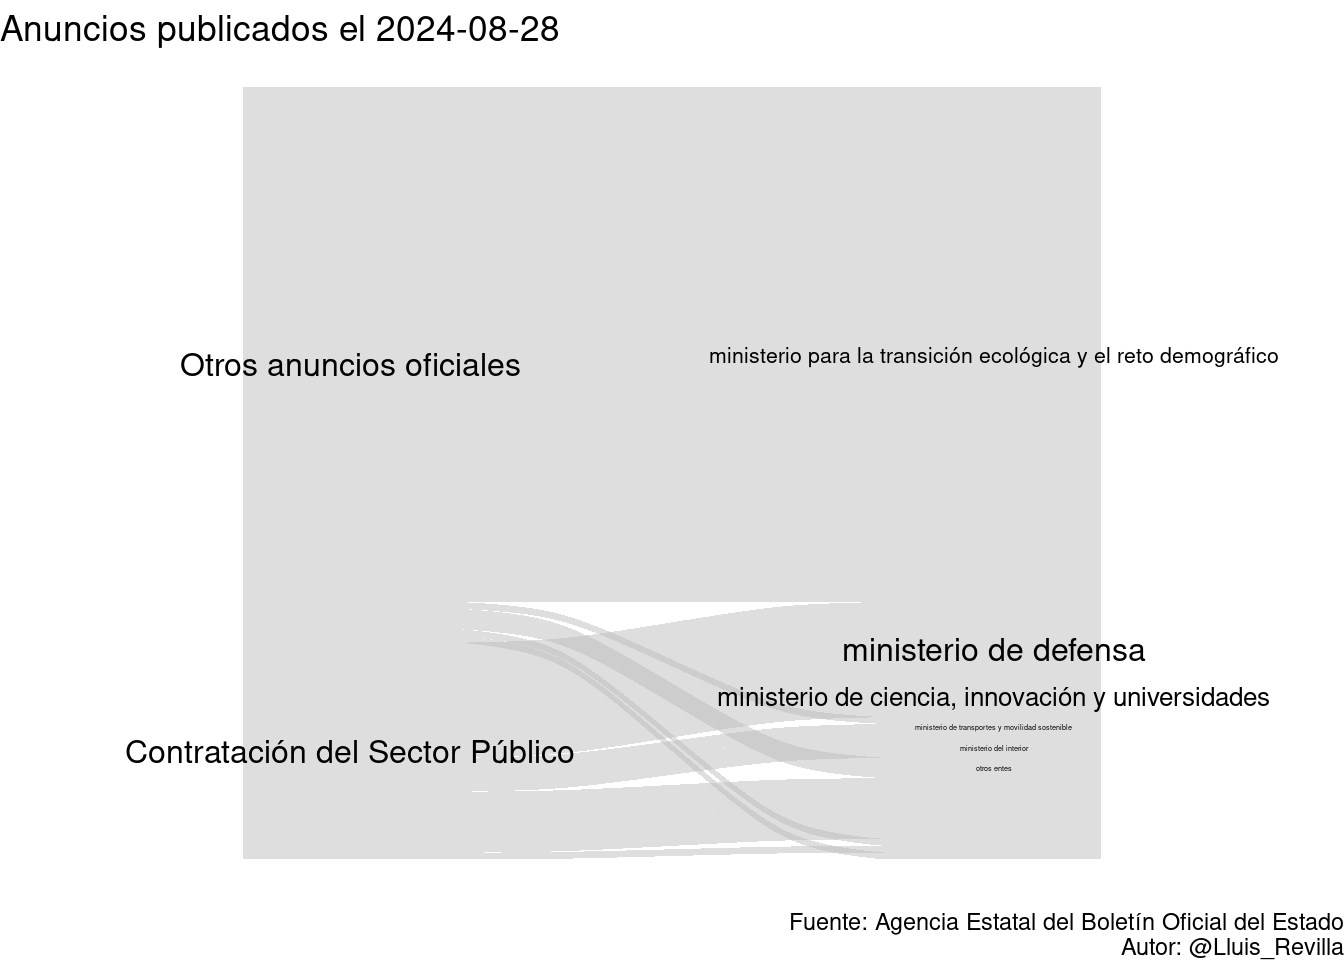 Anuncios publicados el 2024-08-28
Otros anuncios oficiales
ministerio para la transición ecológica y el reto demográfico
ministerio de defensa
ministerio de ciencia, innovación y universidades
ministerio de transportes y movilidad sostenible
ministerio del interior
Contratación del Sector Público
otros entes
Fuente: Agencia Estatal del Boletín Oficial del Estado
Autor: @Lluis_Revilla